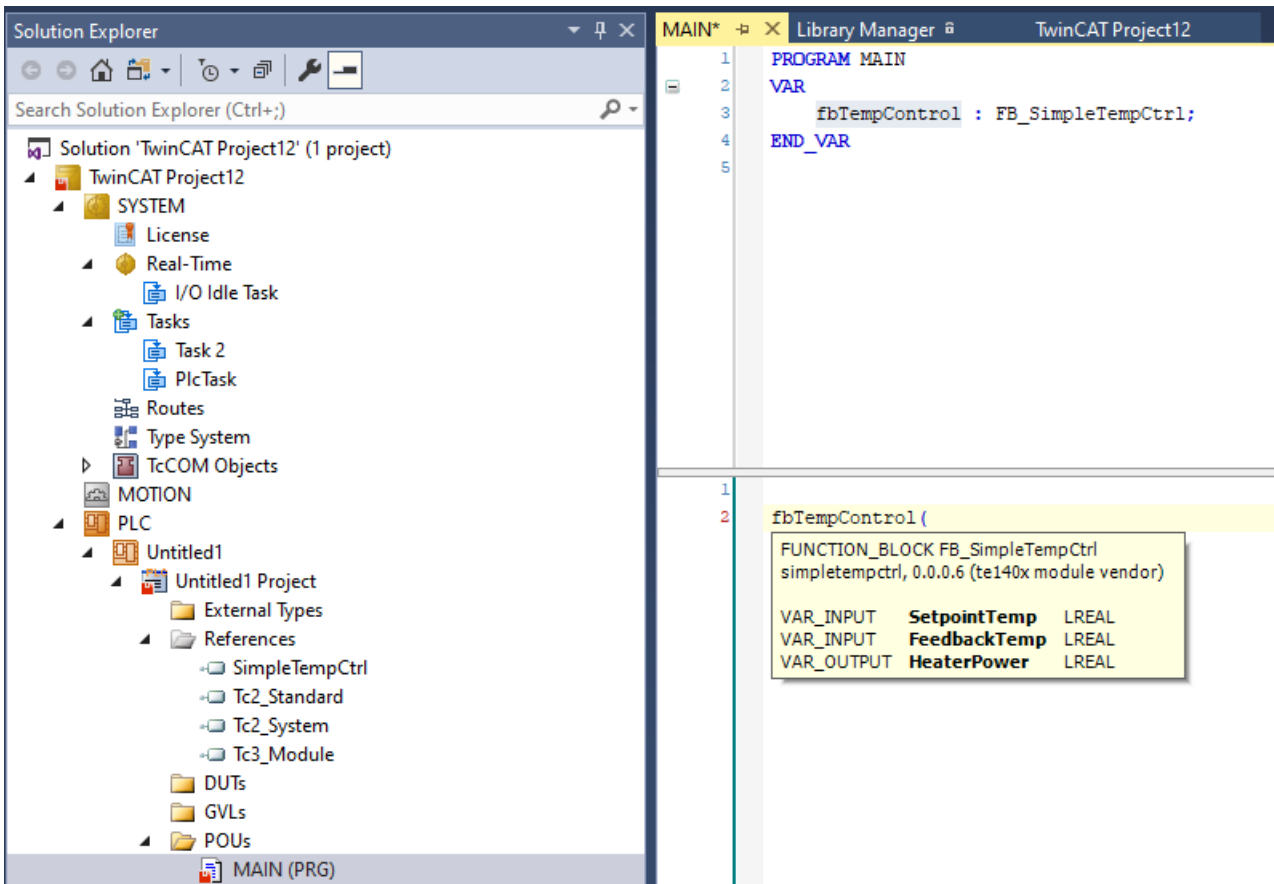 Solution Explorer
Search Solution Explorer (Ctrl+;)
Solution 'TwinCAT Project12' (1 project)
TwinCAT Project12
SYSTEM
License
Real-Time
I/O Idle Task
Tasks
Task 2
PlcTask
Routes
Type System
TcCOM Objects
MOTION
PLC
Untitled1
Untitled1 Project
External Types
References
SimpleTempCtrl
Tc2_Standard
Tc2_System
Tc3_Module
DUTs
GVLs
POUs
MAIN (PRG)
MAIN* Library Manager TwinCAT Project12
1 PROGRAM MAIN
2 VAR
3 fbTempControl : FB_SimpleTempCtrl;
4 END_VAR
5
1
2 fbTempControl(
FUNCTION_BLOCK FB_SimpleTempCtrl
simpletempctrl, 0.0.0.6 (te140x module vendor)
VAR_INPUT SetpointTemp LREAL
VAR_INPUT FeedbackTemp LREAL
VAR_OUTPUT HeaterPower LREAL